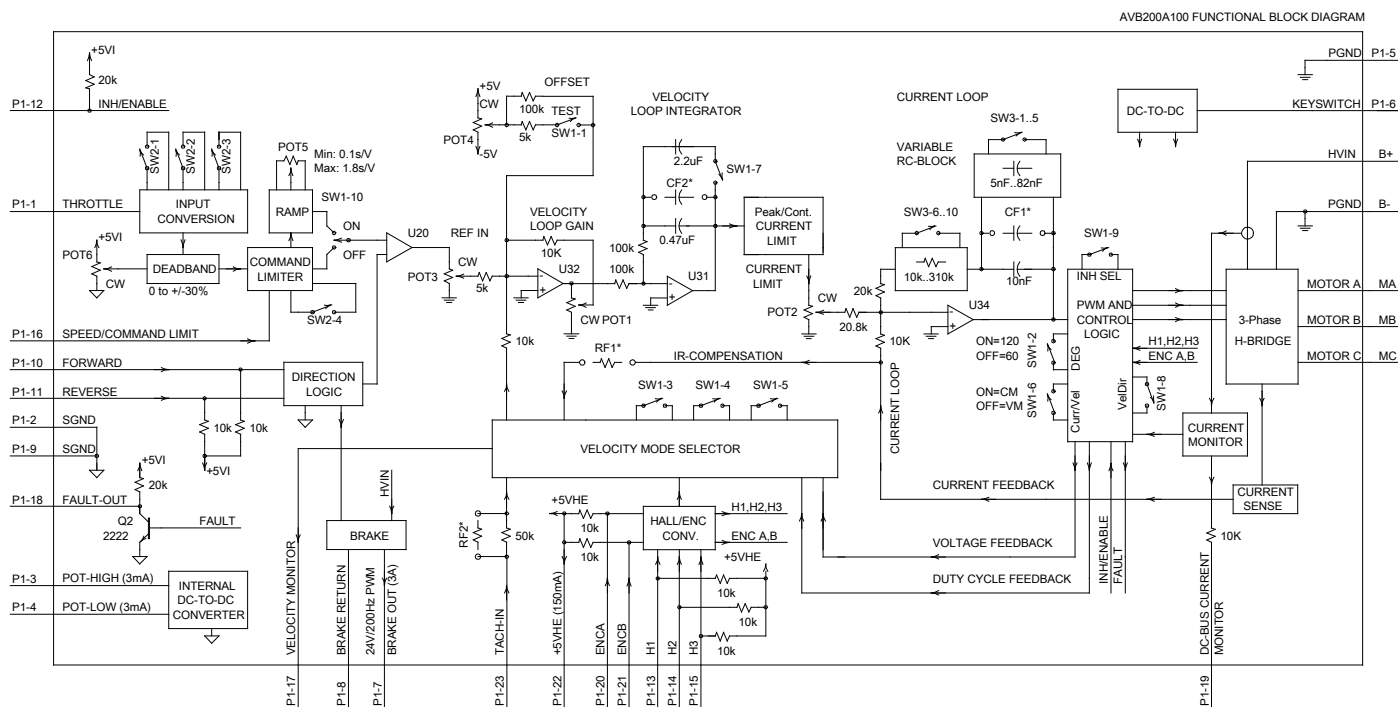 AVB200A100 FUNCTIONAL BLOCK DIAGRAM
+5VI
20k
P1-12
INH/ENABLE
SW2-1
SW2-2
SW2-3
POT5
Min: 0.1s/V
Max: 1.8s/V
P1-1
THROTTLE
INPUT
CONVERSION
RAMP
SW1-10
ON
OFF
+5VI
POT6
CW
DEADBAND
0 to +/-30%
COMMAND
LIMITER
SW2-4
U20
REF IN
CW
POT3
5k
P1-16
SPEED/COMMAND LIMIT
P1-10
FORWARD
P1-11
REVERSE
DIRECTION
LOGIC
P1-2
SGND
P1-9
SGND
10k
10k
+5VI
+5VI
20k
P1-18
FAULT-OUT
Q2
2222
FAULT
P1-3
POT-HIGH (3mA)
P1-4
POT-LOW (3mA)
INTERNAL
DC-TO-DC
CONVERTER
+5V
CW
POT4
-5V
OFFSET
100k
TEST
5k
SW1-1
VELOCITY
LOOP GAIN
10K
U32
CW POT1
10k
VELOCITY
LOOP INTEGRATOR
2.2uF
SW1-7
CF2*
0.47uF
100k
100k
U31
Peak/Cont.
CURRENT
LIMIT
CURRENT
LIMIT
CW
POT2
20.8k
20k
10K
CURRENT LOOP
VARIABLE
RC-BLOCK
SW3-1..5
5nF..82nF
SW3-6..10
10k..310k
CF1*
10nF
U34
RF1*
IR-COMPENSATION
SW1-3
SW1-4
SW1-5
VELOCITY MODE SELECTOR
CURRENT LOOP
DC-TO-DC
PGND
P1-5
KEYSWITCH
P1-6
HVIN
B+
PGND
B-
SW1-9
INH SEL
PWM AND
CONTROL
LOGIC
ON=120
OFF=60
SW1-2
DEG
ON=CM
OFF=VM
SW1-6
Curr/Vel
VelDir
SW1-8
H1,H2,H3
ENC A,B
3-Phase
H-BRIDGE
MOTOR A
MA
MOTOR B
MB
MOTOR C
MC
CURRENT
MONITOR
CURRENT
SENSE
CURRENT FEEDBACK
VOLTAGE FEEDBACK
DUTY CYCLE FEEDBACK
INH/ENABLE
FAULT
10K
DC-BUS CURRENT
MONITOR
HVIN
BRAKE
VELOCITY MONITOR
BRAKE RETURN
24V/200Hz PWM
BRAKE OUT (3A)
RF2*
50k
TACH-IN
+5VHE
10k
10k
HALL/ENC
CONV.
H1,H2,H3
ENC A,B
+5VHE
10k
10k
10k
+5VHE (150mA)
ENCA
ENCB
H1
H2
H3
P1-17
P1-8
P1-7
P1-23
P1-22
P1-20
P1-21
P1-13
P1-14
P1-15
P1-19